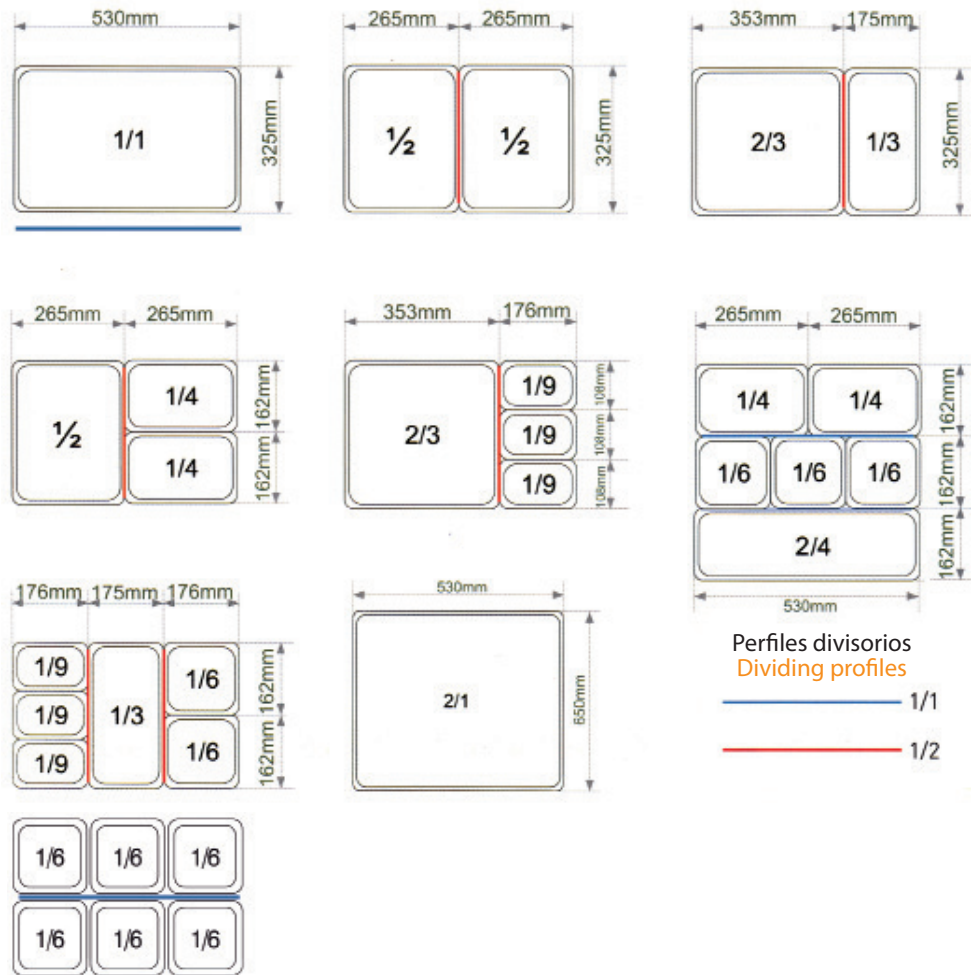 530mm
1/1
325mm
265mm 265mm
½ ½
325mm
353mm 175mm
2/3 1/3
325mm
265mm 265mm
½
1/4
1/4
162mm
162mm
353mm 176mm
2/3
1/9
1/9
1/9
108mm
108mm
108mm
265mm 265mm
1/4 1/4
1/6 1/6 1/6
2/4
162mm
162mm
162mm
530mm
176mm 175mm 176mm
1/9
1/9
1/9
1/3
1/6
1/6
162mm
162mm
530mm
2/1
650mm
Perfiles divisorios
Dividing profiles
1/1
1/2
1/6 1/6 1/6
1/6 1/6 1/6